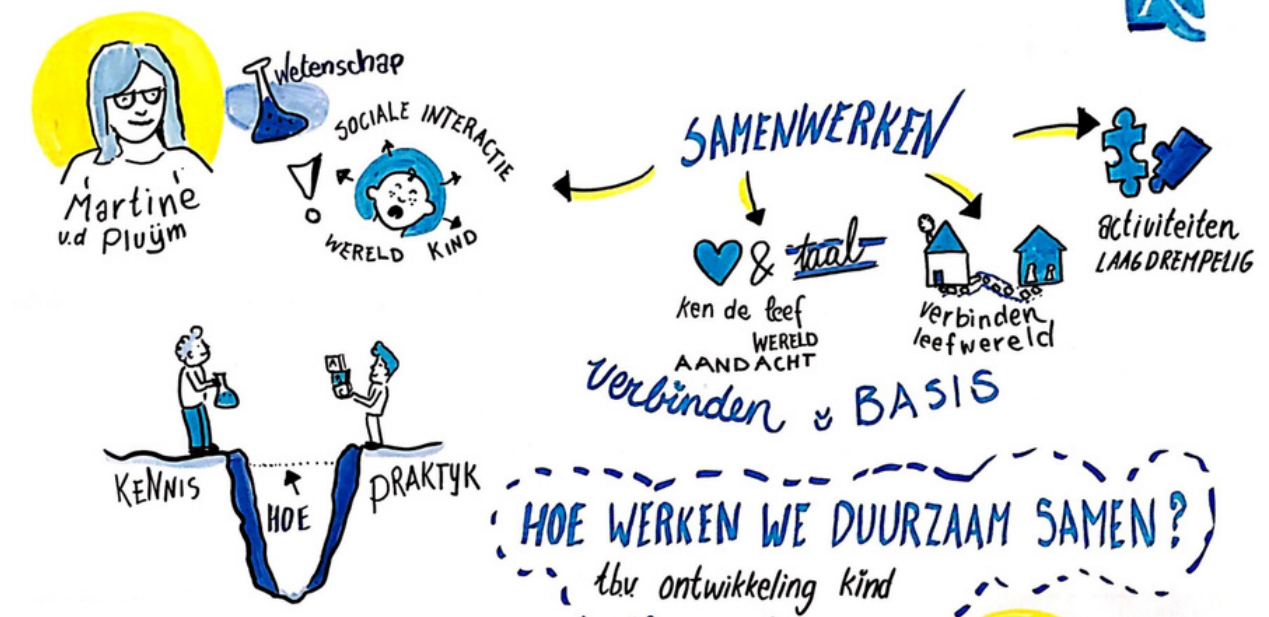 Wetenschap
SOCIALE INTERACTIE
!
WERELD KIND
Martine
v.d Pluÿm
SAMENWERKEN
& taal
ken de leef
WERELD
AANDACHT
verbinden
leefwereld
activiteiten
LAAGDREMPELIG
verbinden BASIS
KENNIS
HOE
PRAKTYK
HOE WERKEN WE DUURZAAM SAMEN?
tbv. ontwikkeling kind